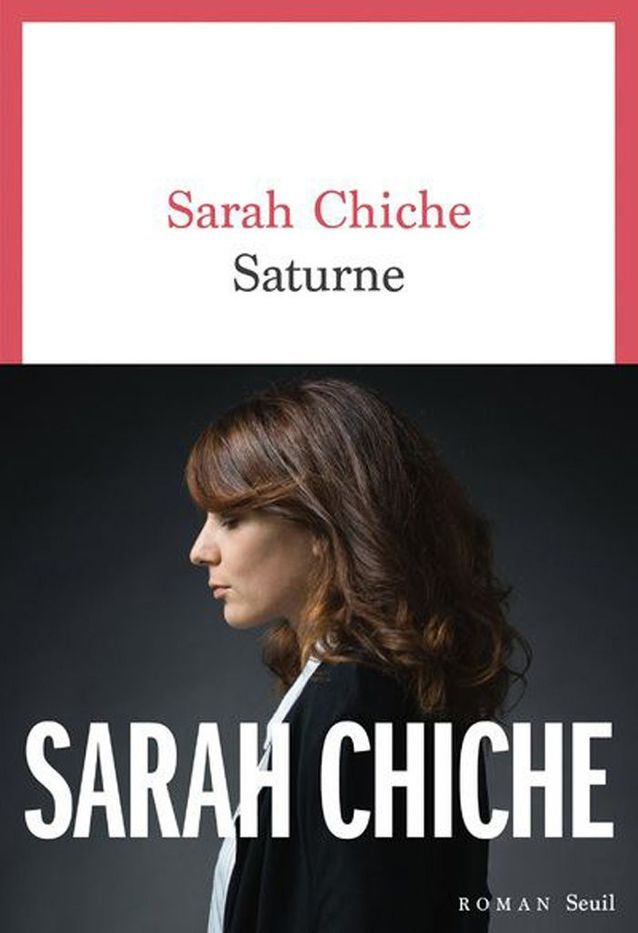 Sarah Chiche
Saturne
SARAH CHICHE
ROMAN Seuil